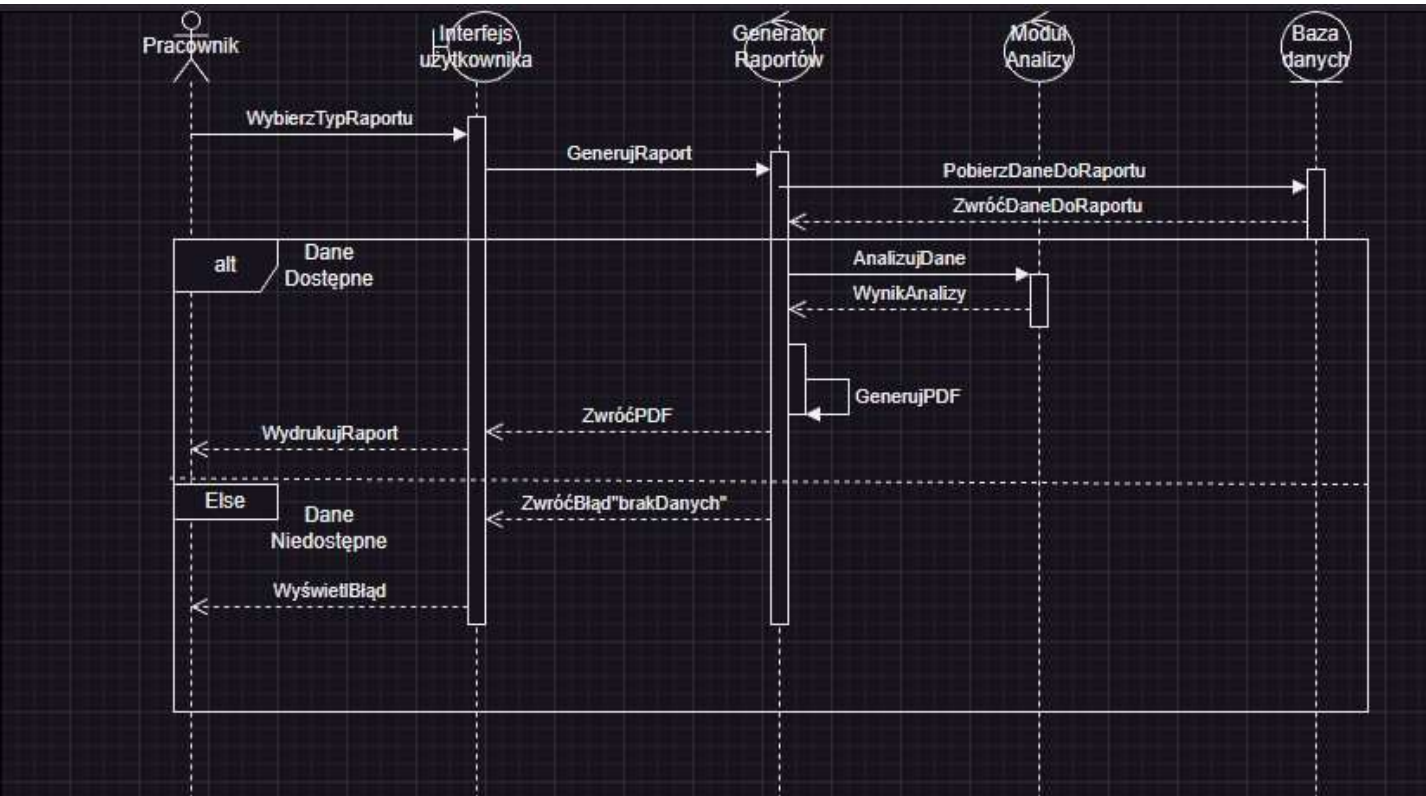 Pracownik
Interfejs
użytkownika
Generator
Raportów
Moduł
Analizy
Baza
danych
WybierzTypRaportu
GenerujRaport
PobierzDaneDoRaportu
ZwróćDaneDoRaportu
alt
Dane
Dostępne
AnalizujDane
WynikAnalizy
GenerujPDF
ZwróćPDF
WydrukujRaport
Else
Dane
Niedostępne
ZwróćBłąd"brakDanych"
WyświetlBłąd